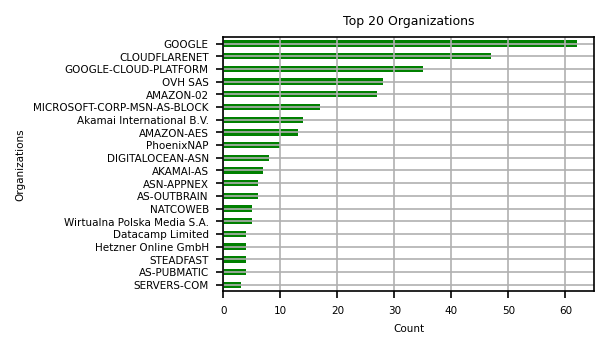 Top 20 Organizations
GOOGLE
CLOUDFLARENET
GOOGLE-CLOUD-PLATFORM
OVH SAS
AMAZON-02
MICROSOFT-CORP-MSN-AS-BLOCK
Akamai International B.V.
AMAZON-AES
PhoenixNAP
DIGITALOCEAN-ASN
AKAMAI-AS
ASN-APPNEX
AS-OUTBRAIN
NATCOWEB
Wirtualna Polska Media S.A.
Datacamp Limited
Hetzner Online GmbH
STEADFAST
AS-PUBMATIC
SERVERS-COM
Organizations
0 10 20 30 40 50 60
Count